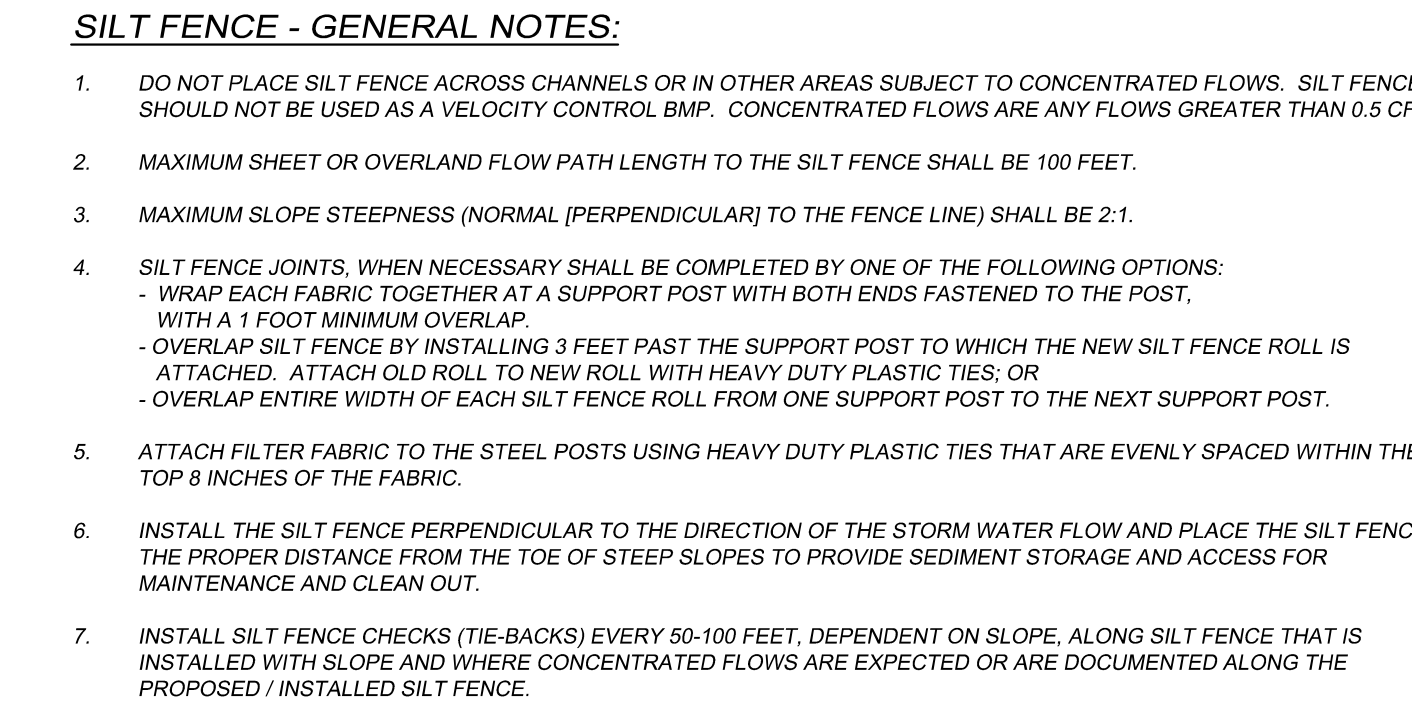 SILT FENCE - GENERAL NOTES:
1. DO NOT PLACE SILT FENCE ACROSS CHANNELS OR IN OTHER AREAS SUBJECT TO CONCENTRATED FLOWS. SILT FENCE
SHOULD NOT BE USED AS A VELOCITY CONTROL BMP. CONCENTRATED FLOWS ARE ANY FLOWS GREATER THAN 0.5
2. MAXIMUM SHEET OR OVERLAND FLOW PATH LENGTH TO THE SILT FENCE SHALL BE 100 FEET.
3. MAXIMUM SLOPE STEEPNESS (NORMAL [PERPENDICULAR] TO THE FENCE LINE) SHALL BE 2:1.
4. SILT FENCE JOINTS, WHEN NECESSARY SHALL BE COMPLETED BY ONE OF THE FOLLOWING OPTIONS:
- WRAP EACH FABRIC TOGETHER AT A SUPPORT POST WITH BOTH ENDS FASTENED TO THE POST,
WITH A 1 FOOT MINIMUM OVERLAP.
- OVERLAP SILT FENCE BY INSTALLING 3 FEET PAST THE SUPPORT POST TO WHICH THE NEW SILT FENCE ROLL IS
ATTACHED. ATTACH OLD ROLL TO NEW ROLL WITH HEAVY DUTY PLASTIC TIES; OR
- OVERLAP ENTIRE WIDTH OF EACH SILT FENCE ROLL FROM ONE SUPPORT POST TO THE NEXT SUPPORT POST.
5. ATTACH FILTER FABRIC TO THE STEEL POSTS USING HEAVY DUTY PLASTIC TIES THAT ARE EVENLY SPACED WITHIN THE
TOP 8 INCHES OF THE FABRIC.
6. INSTALL THE SILT FENCE PERPENDICULAR TO THE DIRECTION OF THE STORM WATER FLOW AND PLACE THE SILT FENC
THE PROPER DISTANCE FROM THE TOE OF STEEP SLOPES TO PROVIDE SEDIMENT STORAGE AND ACCESS FOR
MAINTENANCE AND CLEAN OUT.
7. INSTALL SILT FENCE CHECKS (TIE-BACKS) EVERY 50-100 FEET, DEPENDENT ON SLOPE, ALONG SILT FENCE THAT IS
INSTALLED WITH SLOPE AND WHERE CONCENTRATED FLOWS ARE EXPECTED OR ARE DOCUMENTED ALONG THE
PROPOSED / INSTALLED SILT FENCE.